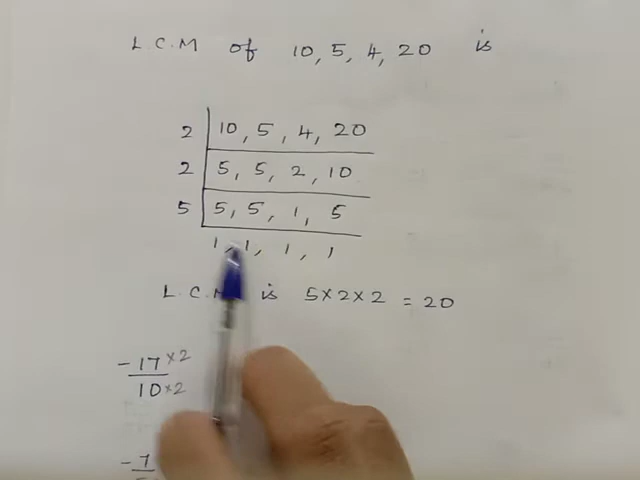 L.C.M of 10, 5, 4, 20 is
2 | 10, 5, 4, 20
2 | 5, 5, 2, 10
5 | 5, 5, 1, 5
1, 1, 1, 1
L.C.M is 5×2×2 = 20
-17 ×2
10 ×2
-7